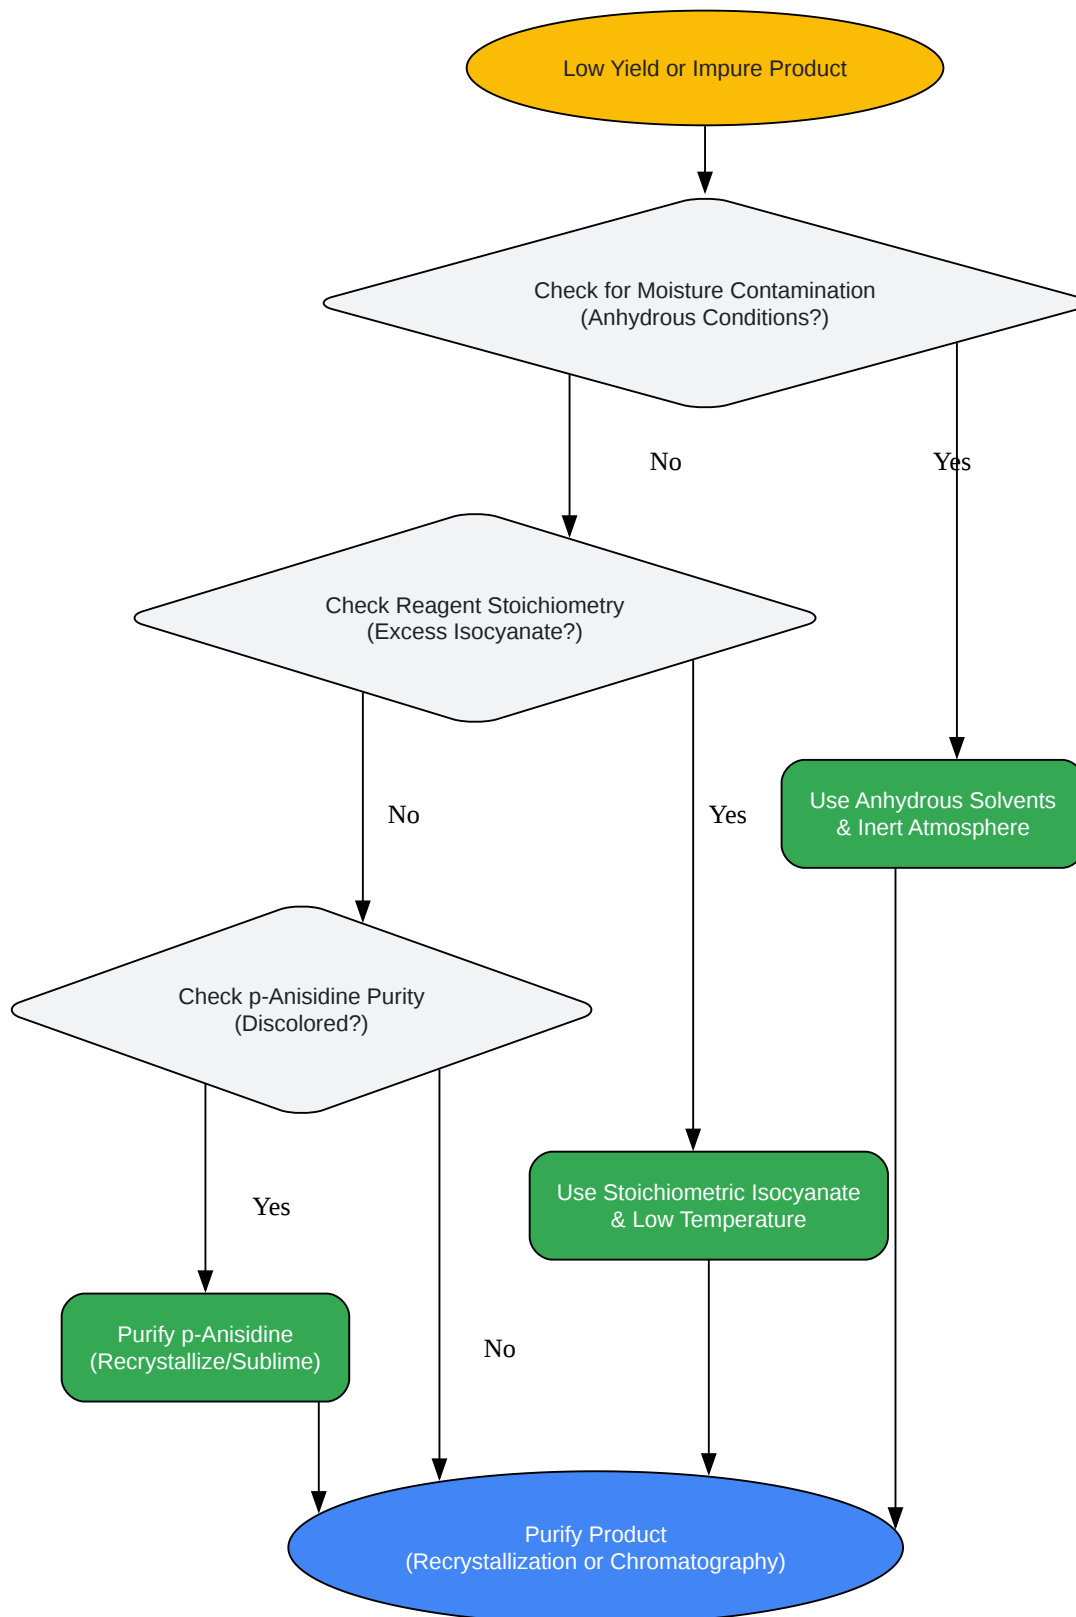 Low Yield or Impure Product
Check for Moisture Contamination
(Anhydrous Conditions?)
No
Yes
Check Reagent Stoichiometry
(Excess Isocyanate?)
No
Yes
Use Anhydrous Solvents
& Inert Atmosphere
Check p-Anisidine Purity
(Discolored?)
Yes
Use Stoichiometric Isocyanate
& Low Temperature
Purify p-Anisidine
(Recrystallize/Sublime)
No
Purify Product
(Recrystallization or Chromatography)